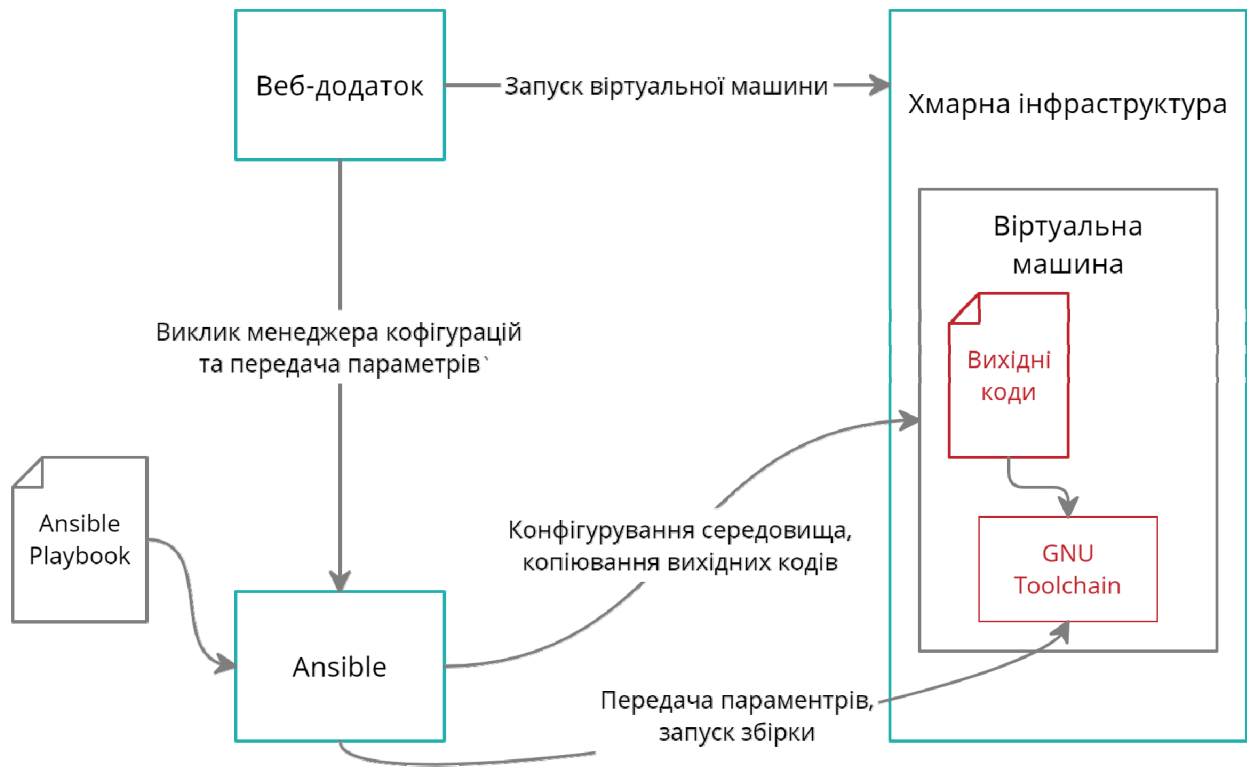 Веб-додаток
Запуск віртуальної машини
Хмарна інфраструктура
Віртуальна
машина
Вихідні
коди
Виклик менеджера кофігурацій
та передача параметрів`
Ansible
Playbook
Конфігурування середовища,
копіювання вихідних кодів
GNU
Toolchain
Ansible
Передача параментрів,
запуск збірки